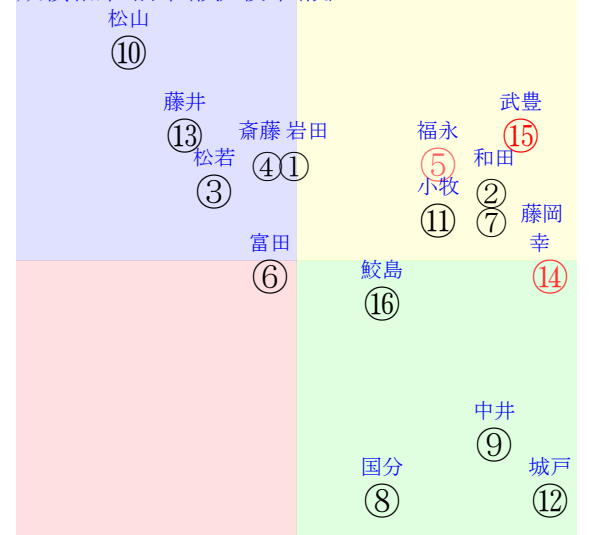 松山
⑩
藤井
武豊
⑬
斎藤 岩田
福永
⑮
松若
④①
⑤
和田
③
小牧
②
⑪
⑦
藤岡
幸
富田
⑥
鮫島
⑭
⑯
中井
⑨
国分
城戸
⑧
⑫